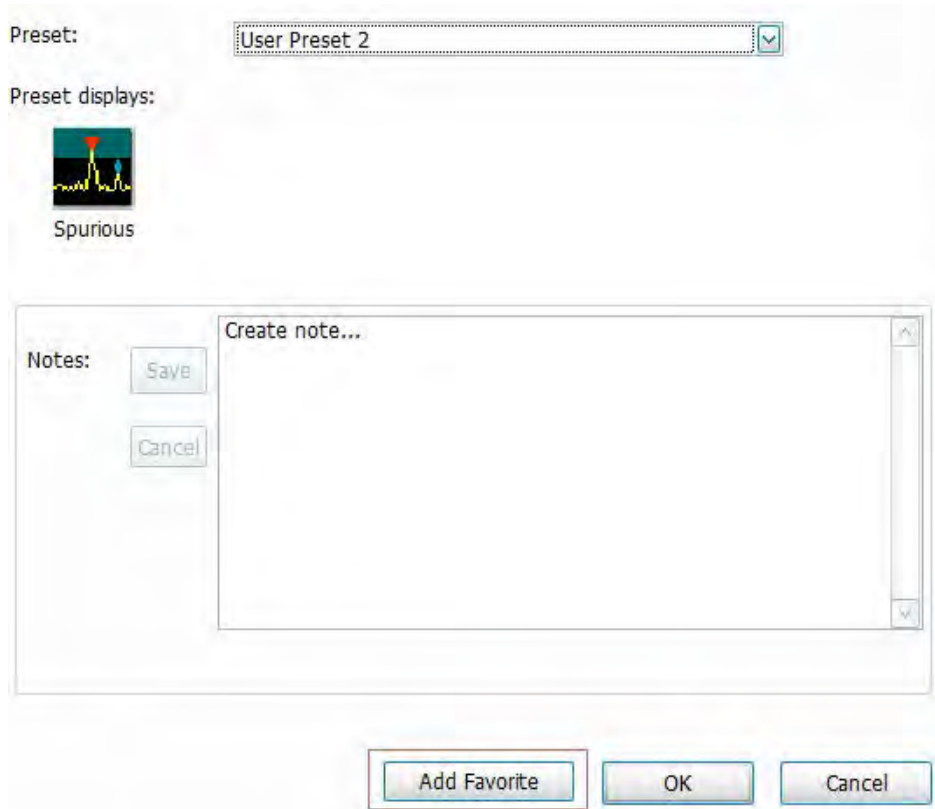 Preset:
User Preset 2
Preset displays:
Spurious
Create note...
Notes:
Save
Cancel
Add Favorite
OK
Cancel